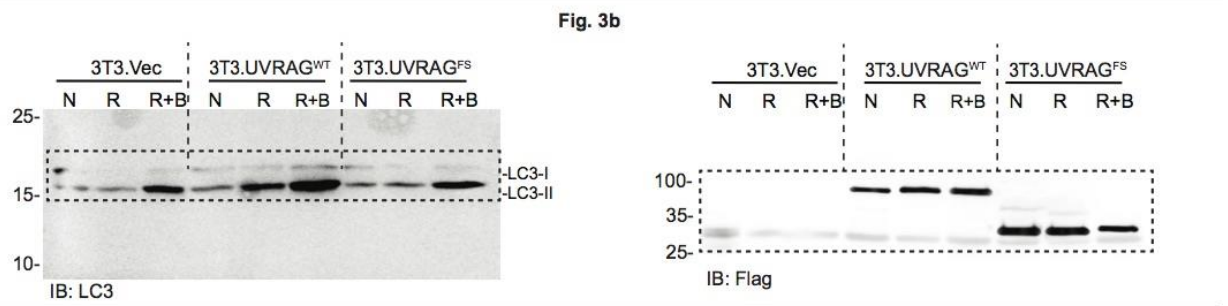 Fig. 3b
3T3.Vec 3T3.UVRAGᵂᵀ 3T3.UVRAGᶠˢ
N R R+B N R R+B N R R+B
25-
-LC3-I
15-
-LC3-II
10-
IB: LC3
3T3.Vec 3T3.UVRAGᵂᵀ 3T3.UVRAGᶠˢ
N R R+B N R R+B N R R+B
100-
35-
25-
IB: Flag